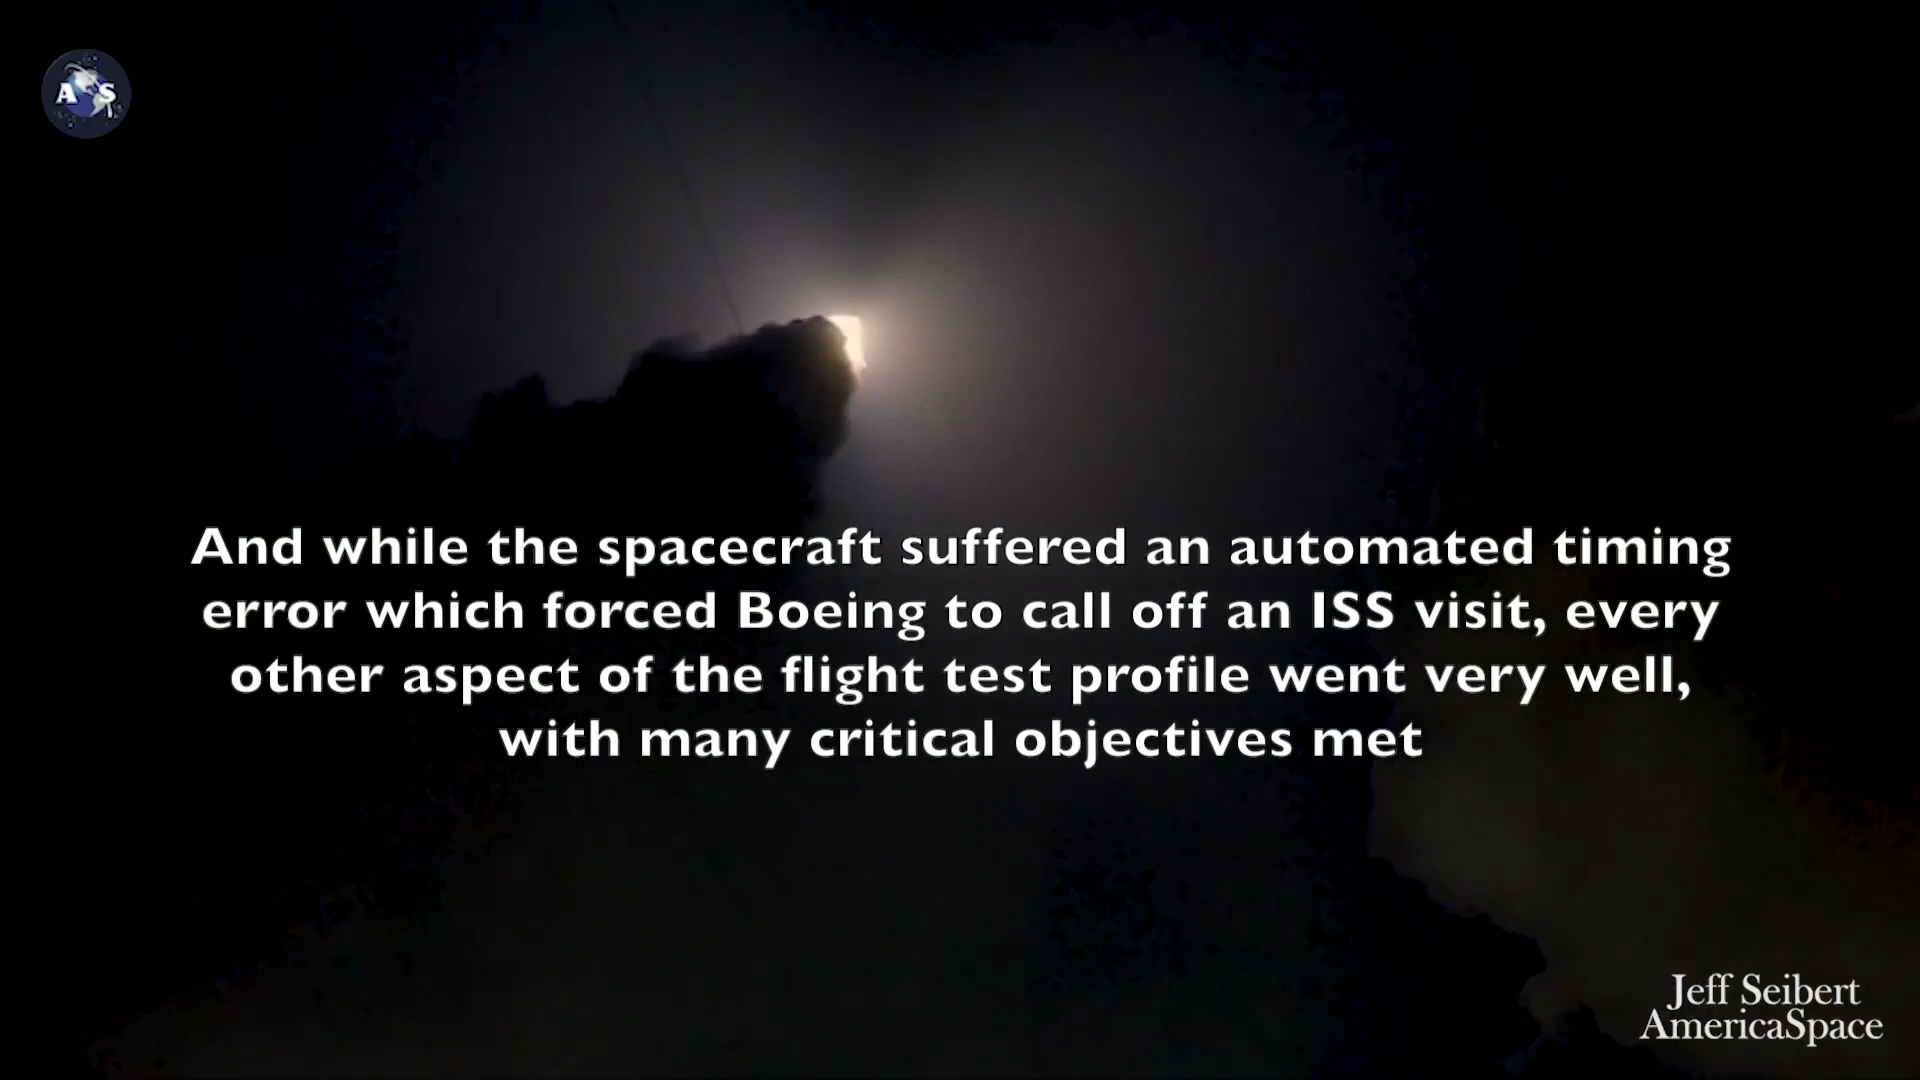 A S
And while the spacecraft suffered an automated timing
error which forced Boeing to call off an ISS visit, every
other aspect of the flight test profile went very well,
with many critical objectives met
Jeff Seibert
AmericaSpace